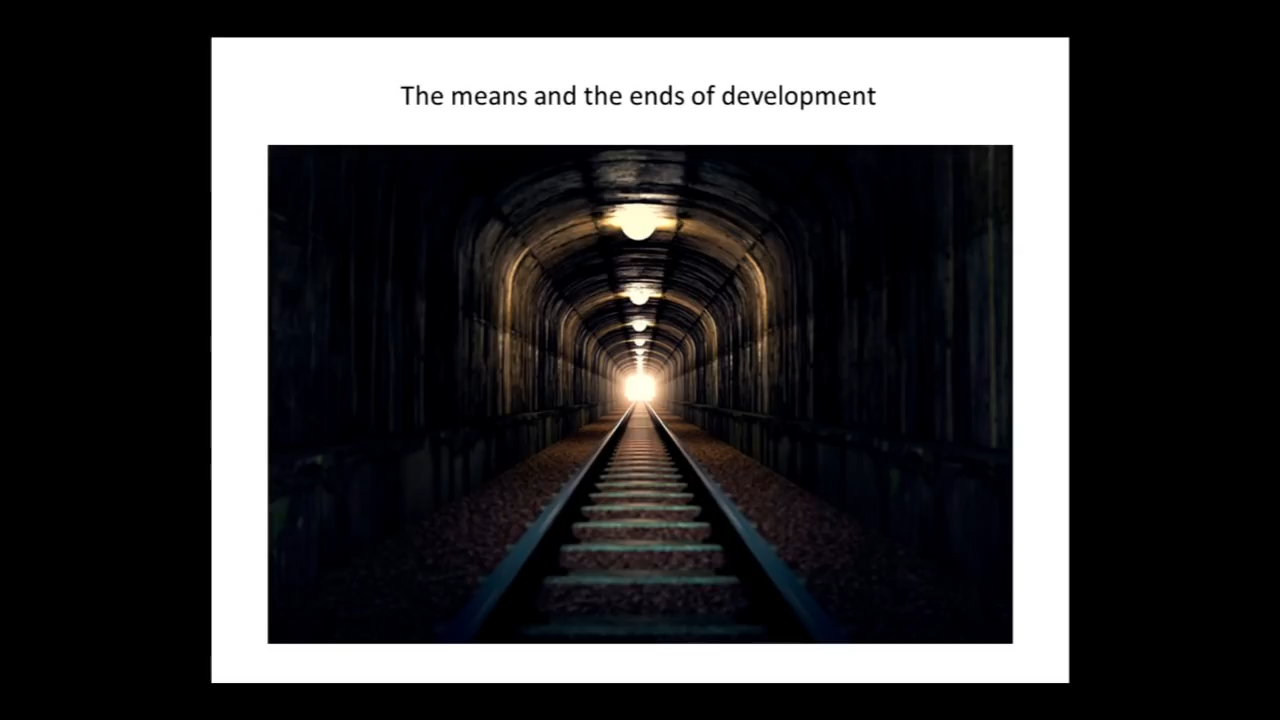 The means and the ends of development